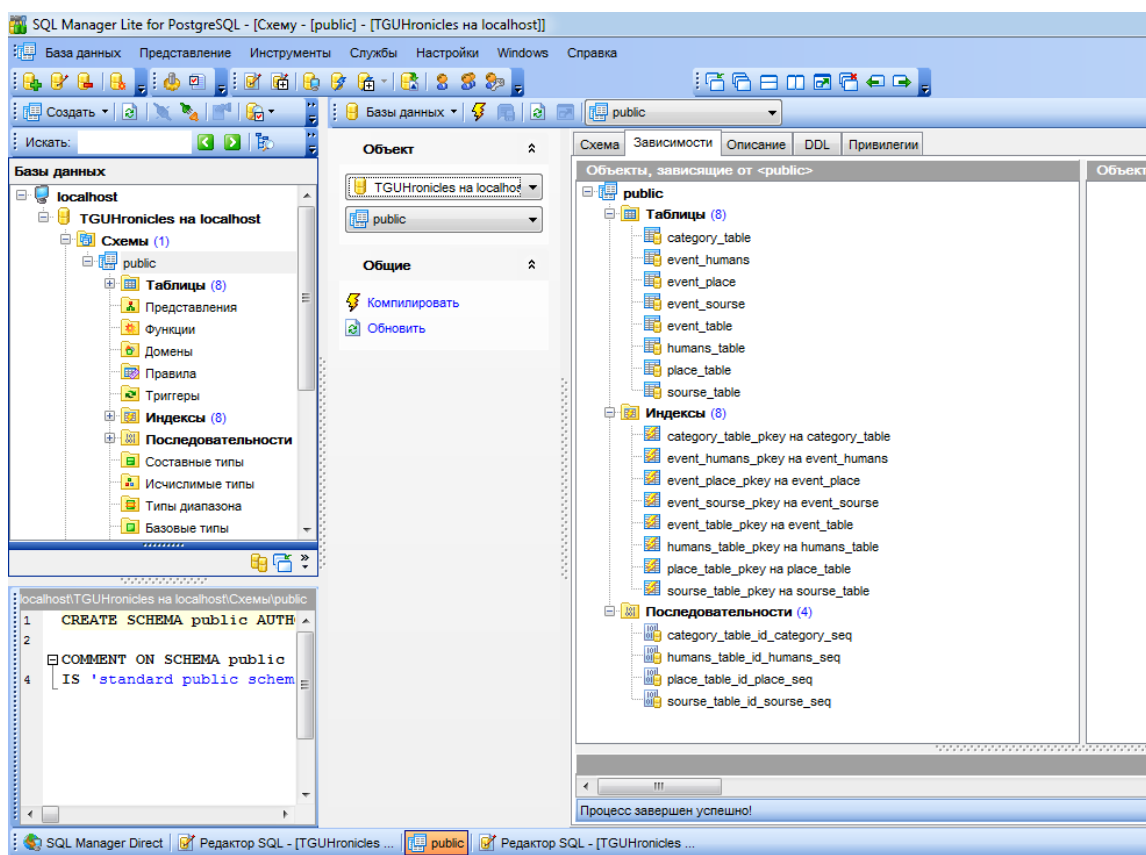 SQL Manager Lite for PostgreSQL - [Схему - [public] - [TGUHronicles на localhost]]
База данных Представление Инструменты Службы Настройки Windows Справка
Создать Базы данных public
Искать:
Базы данных
localhost
TGUHronicles на localhost
Схемы (1)
public
Таблицы (8)
Представления
Функции
Домены
Правила
Триггеры
Индексы (8)
Последовательности
Составные типы
Исчислимые типы
Типы диапазона
Базовые типы
localhost\TGUHronicles на localhost\Схемы\public
1 CREATE SCHEMA public AUTH
2
COMMENT ON SCHEMA public
4 IS 'standard public schem
Объект
TGUHronicles на localhos
public
Общие
Компилировать
Обновить
Схема Зависимости Описание DDL Привилегии
Объекты, зависящие от <public> Объект
public
Таблицы (8)
category_table
event_humans
event_place
event_sourse
event_table
humans_table
place_table
sourse_table
Индексы (8)
category_table_pkey на category_table
event_humans_pkey на event_humans
event_place_pkey на event_place
event_sourse_pkey на event_sourse
event_table_pkey на event_table
humans_table_pkey на humans_table
place_table_pkey на place_table
sourse_table_pkey на sourse_table
Последовательности (4)
category_table_id_category_seq
humans_table_id_humans_seq
place_table_id_place_seq
sourse_table_id_sourse_seq
Процесс завершен успешно!
SQL Manager Direct Редактор SQL - [TGUHronicles ... public Редактор SQL - [TGUHronicles ...